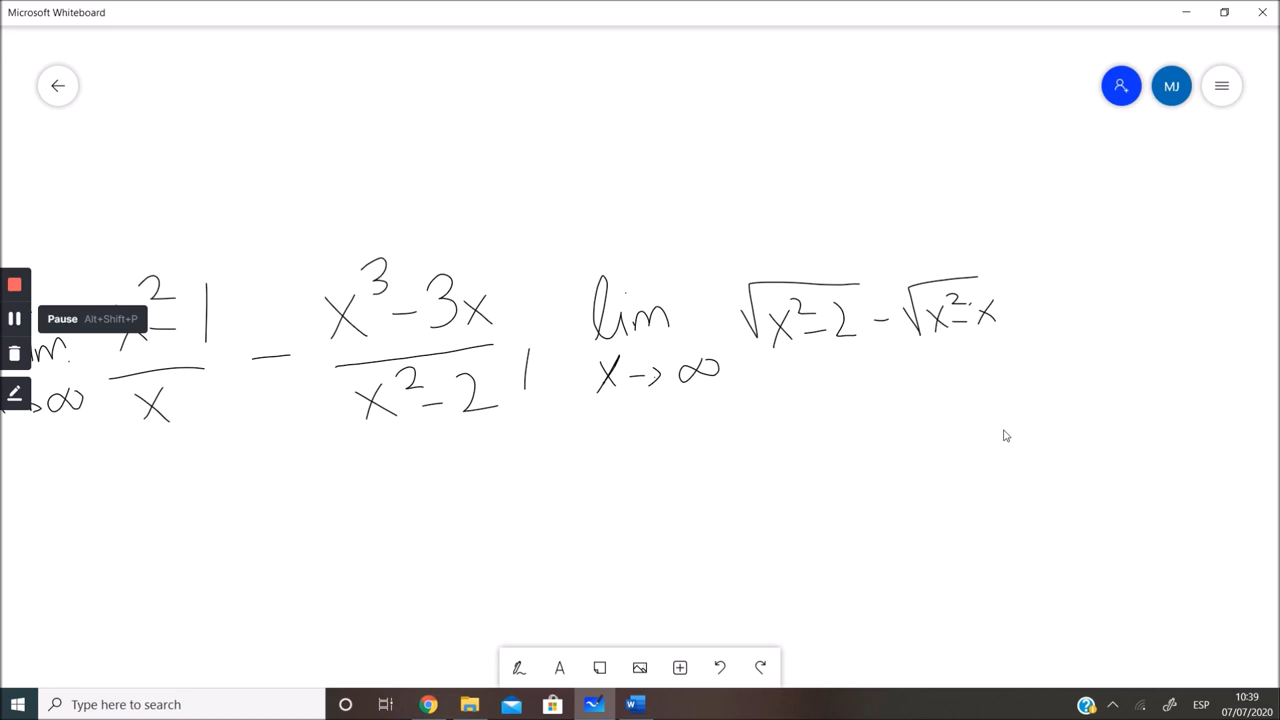 Microsoft Whiteboard
MJ
lim x→∞ (x²−1)/x − (x³−3x)/(x²−2) , lim x→∞ √(x²−2) − √(x²−x)
Pause Alt+Shift+P
A
Type here to search
ESP
10:39
07/07/2020